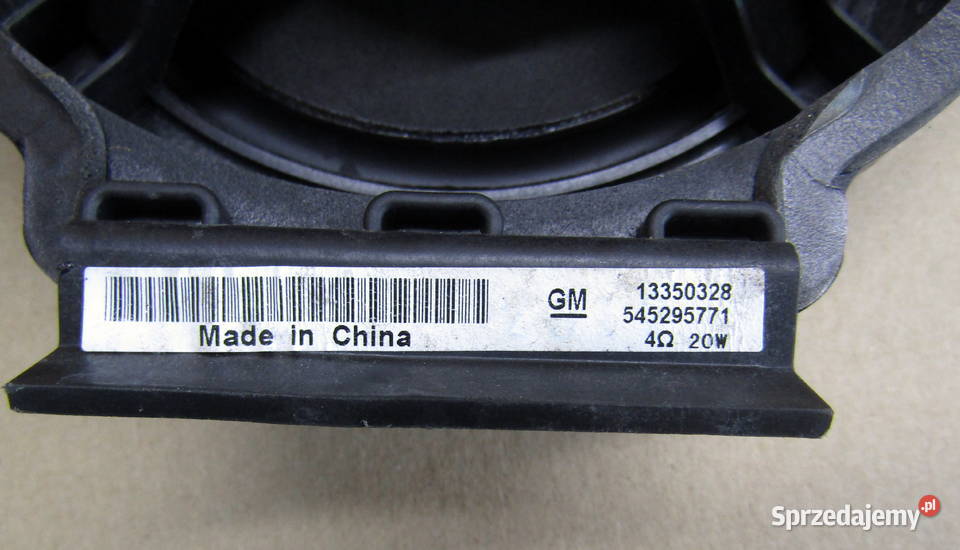 GM
13350328
545295771
4Ω 20W
Made in China
Sprzedajemy.pl